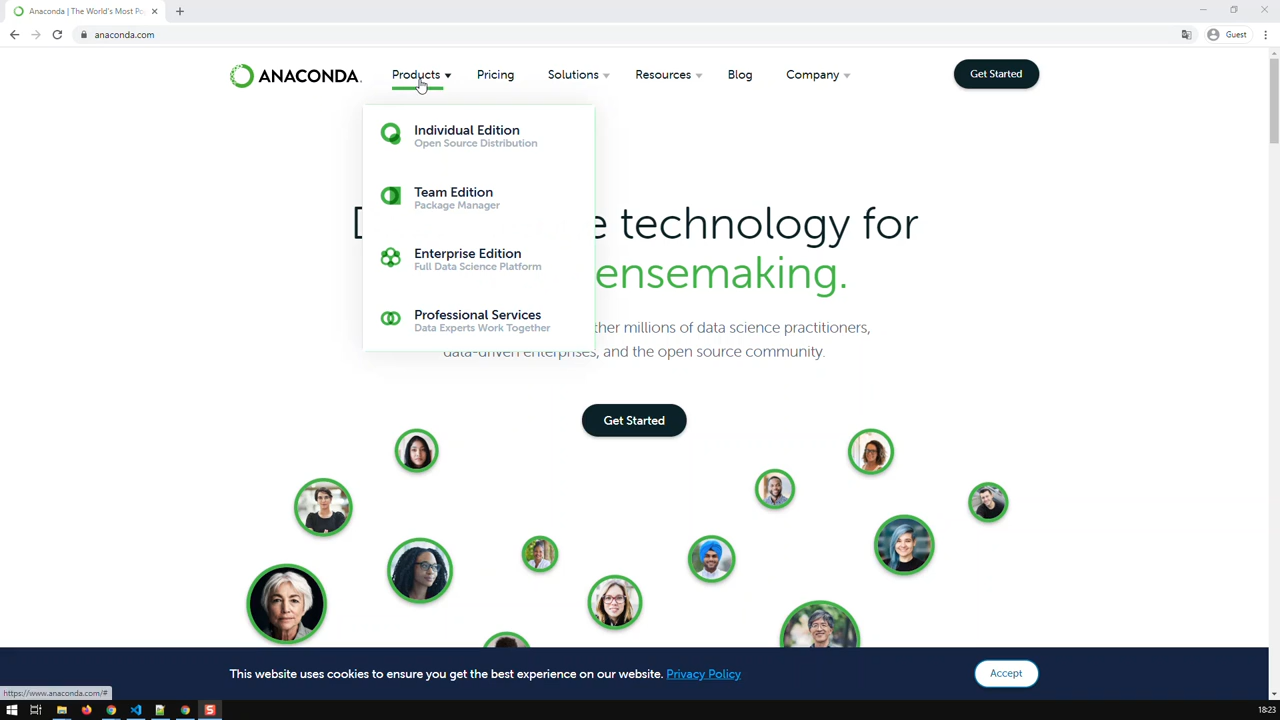 Anaconda | The World's Most Po
anaconda.com
Guest
ANACONDA.
Products
Pricing
Solutions
Resources
Blog
Company
Get Started
Individual Edition
Open Source Distribution
Team Edition
Package Manager
Enterprise Edition
Full Data Science Platform
Professional Services
Data Experts Work Together
technology for
ensemaking.
ther millions of data science practitioners,
data-driven enterprises, and the open source community.
Get Started
This website uses cookies to ensure you get the best experience on our website. Privacy Policy
Accept
https://www.anaconda.com/#
18:23